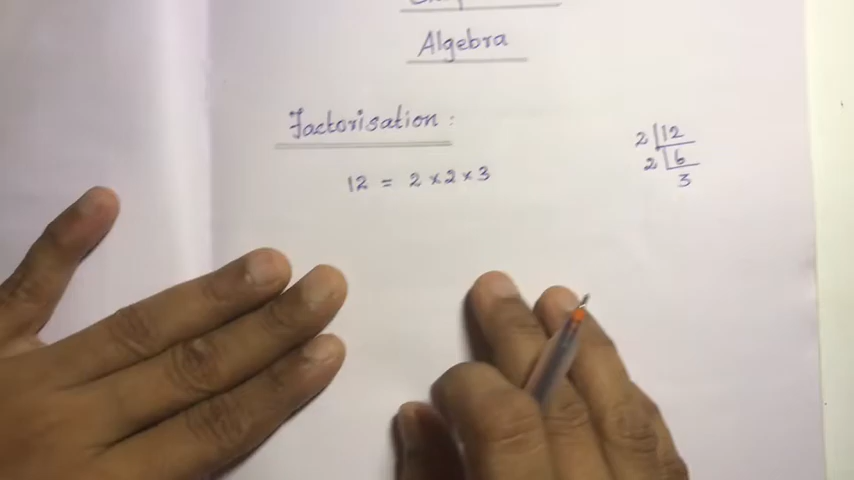 Algebra
Factorisation :
12 = 2 × 2 × 3
2 | 12
2 | 6
3